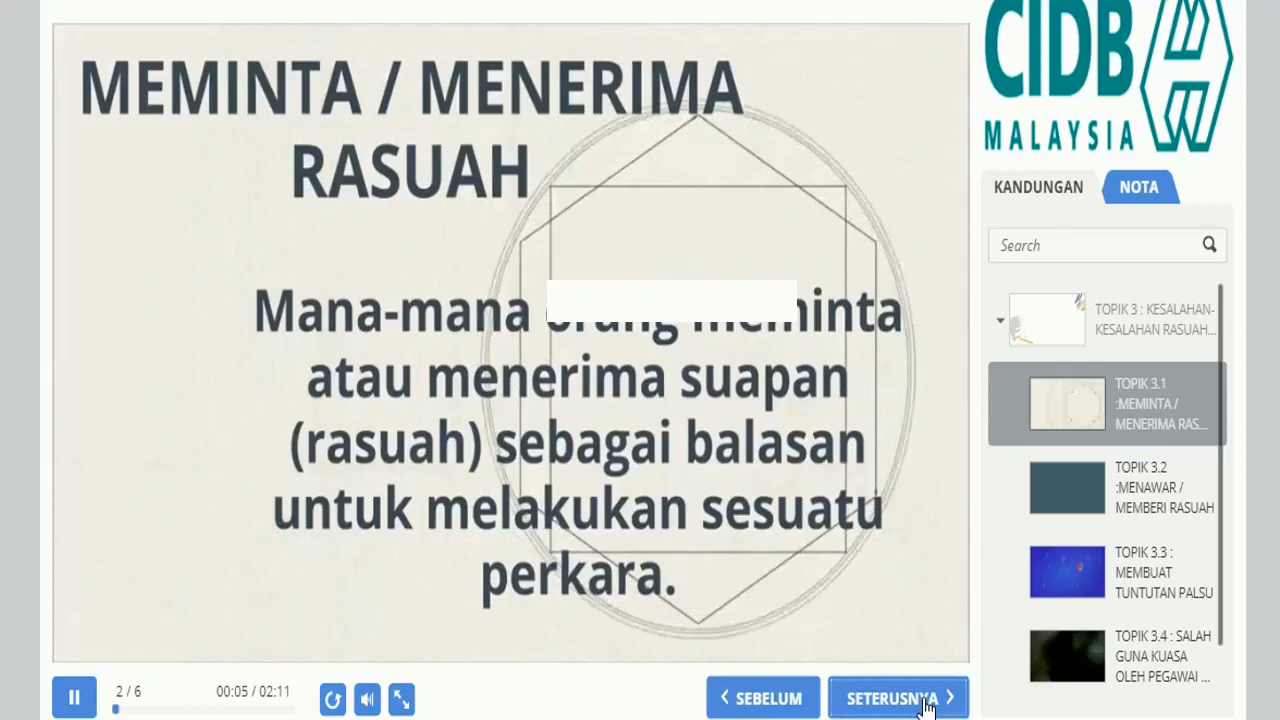 MEMINTA / MENERIMA
RASUAH
Mana-mana orang meminta
atau menerima suapan
(rasuah) sebagai balasan
untuk melakukan sesuatu
perkara.
2 / 6
00:05 / 02:11
SEBELUM
SETERUSNYA
CIDB
MALAYSIA
KANDUNGAN
NOTA
Search
TOPIK 3 : KESALAHAN-
KESALAHAN RASUAH...
TOPIK 3.1
:MEMINTA /
MENERIMA RAS...
TOPIK 3.2
:MENAWAR /
MEMBERI RASUAH
TOPIK 3.3 :
MEMBUAT
TUNTUTAN PALSU
TOPIK 3.4 : SALAH
GUNA KUASA
OLEH PEGAWAI ...